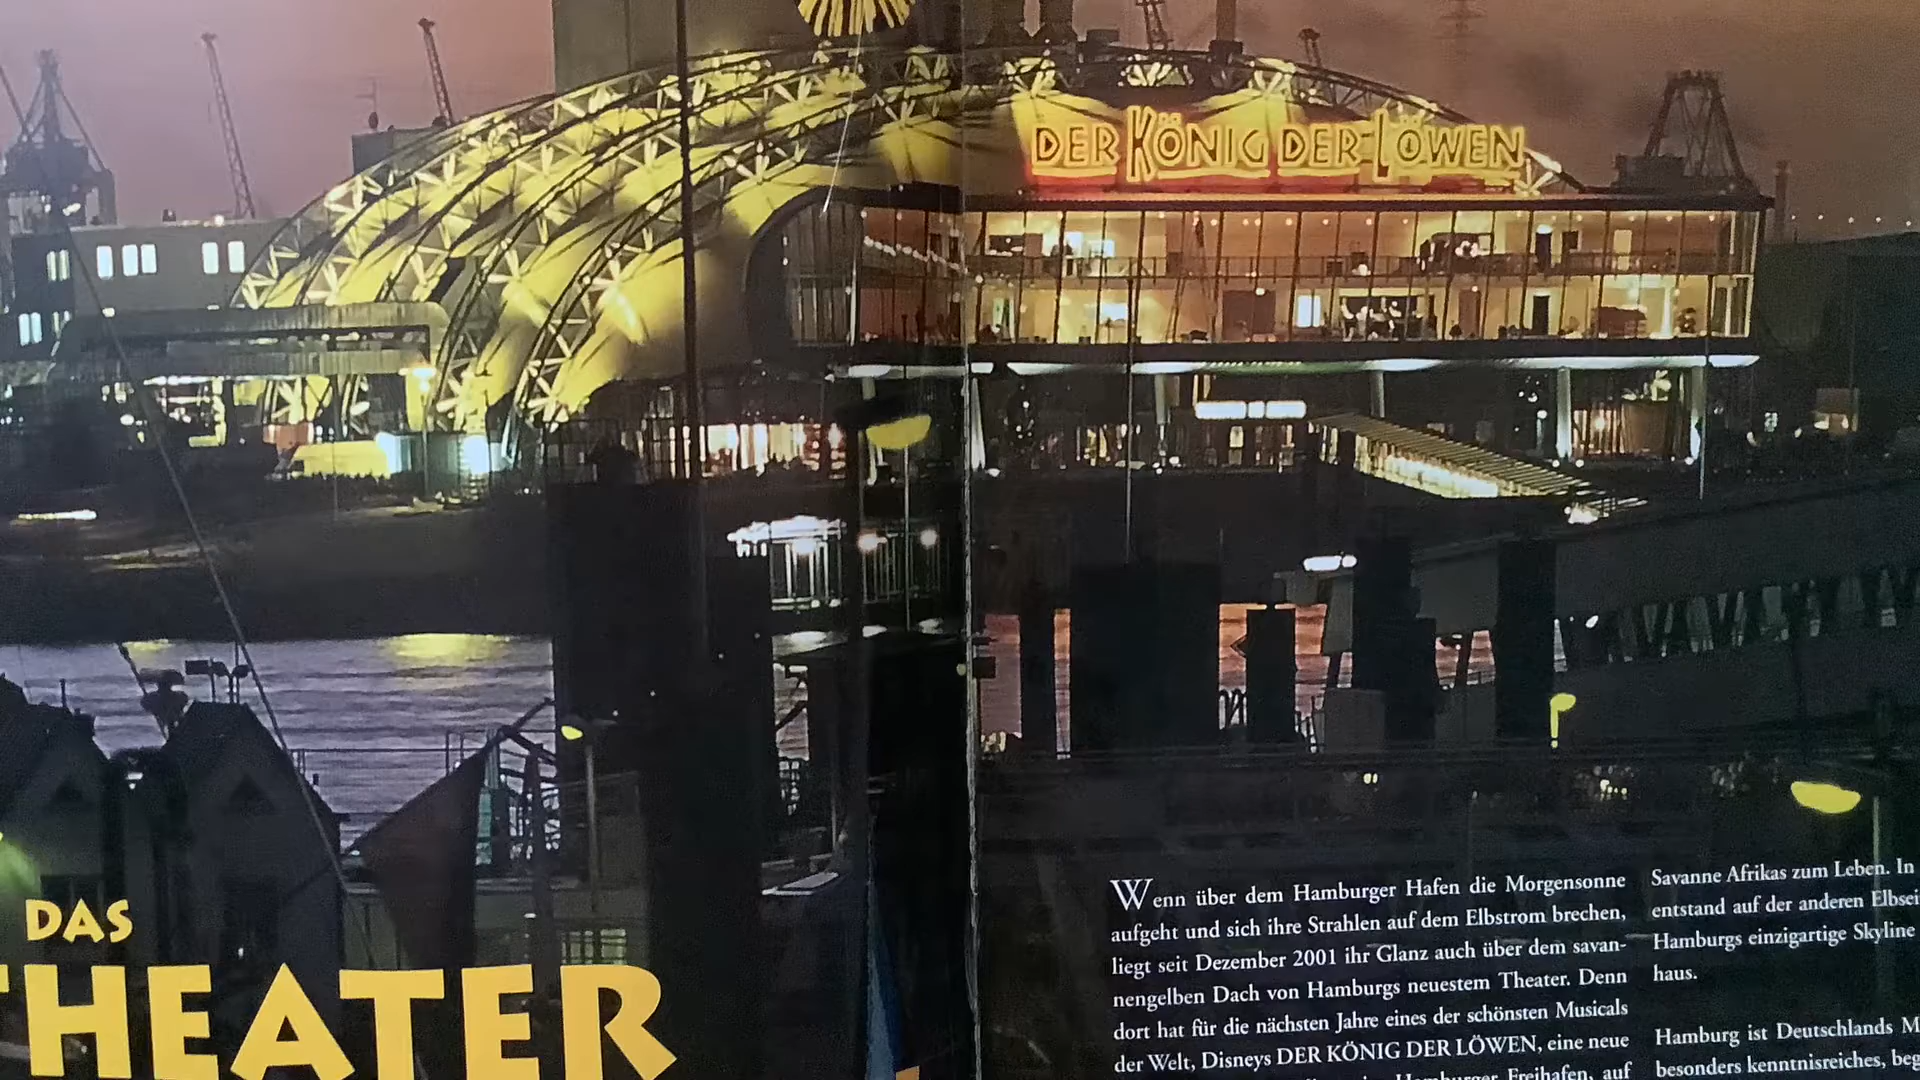 DER KÖNIG DER LÖWEN
DAS
THEATER
Wenn über dem Hamburger Hafen die Morgensonne
aufgeht und sich ihre Strahlen auf dem Elbstrom brechen,
liegt seit Dezember 2001 ihr Glanz auch über dem savan-
nengelben Dach von Hamburgs neuestem Theater. Denn
dort hat für die nächsten Jahre eines der schönsten Musicals
der Welt, Disneys DER KÖNIG DER LÖWEN, eine neue
Hamburger Freihafen, auf
Savanne Afrikas zum Leben. In
entstand auf der anderen
Hamburgs einzigartige Skyline
haus.
Hamburg ist Deutschlands
besonders kenntnisreiches,